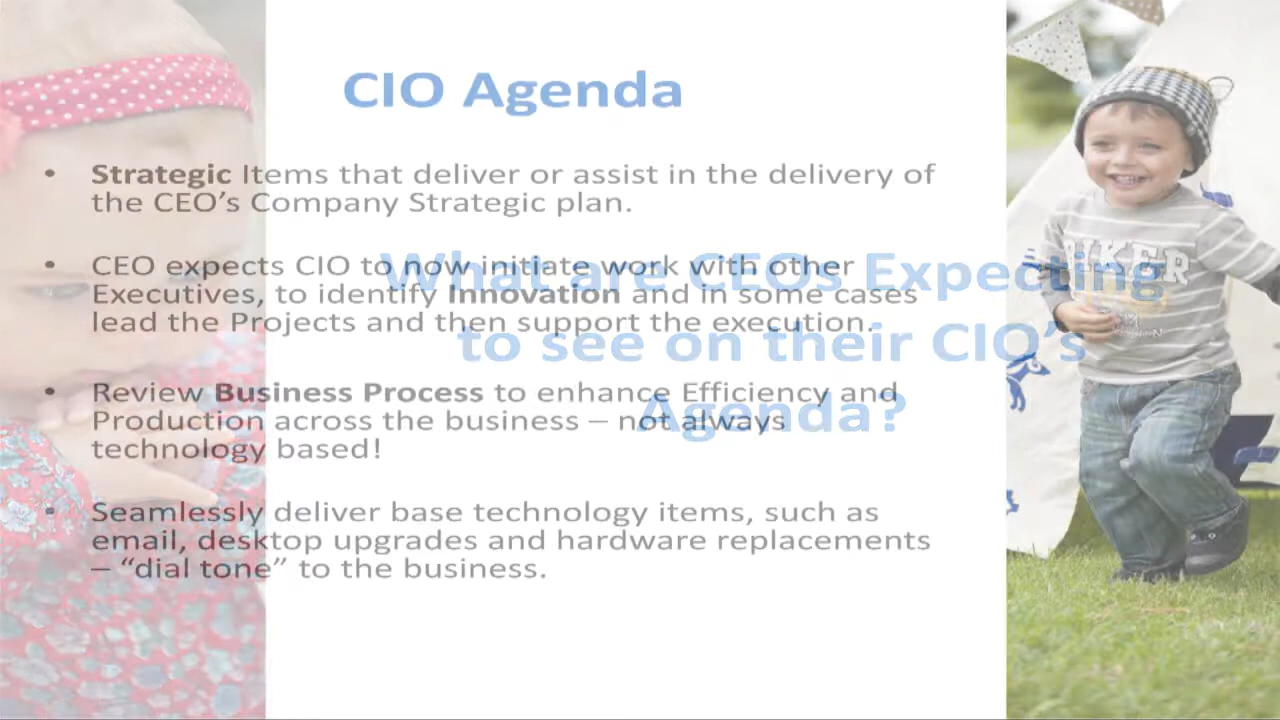 CIO Agenda
• Strategic Items that deliver or assist in the delivery of
the CEO’s Company Strategic plan.
• CEO expects CIO to now initiate work with other
Executives, to identify Innovation and in some cases
lead the Projects and then support the execution.
• Review Business Process to enhance Efficiency and
Production across the business – not always
technology based!
• Seamlessly deliver base technology items, such as
email, desktop upgrades and hardware replacements
– “dial tone” to the business.
What are CEOs Expecting
to see on their CIO’s
Agenda?
BIKER